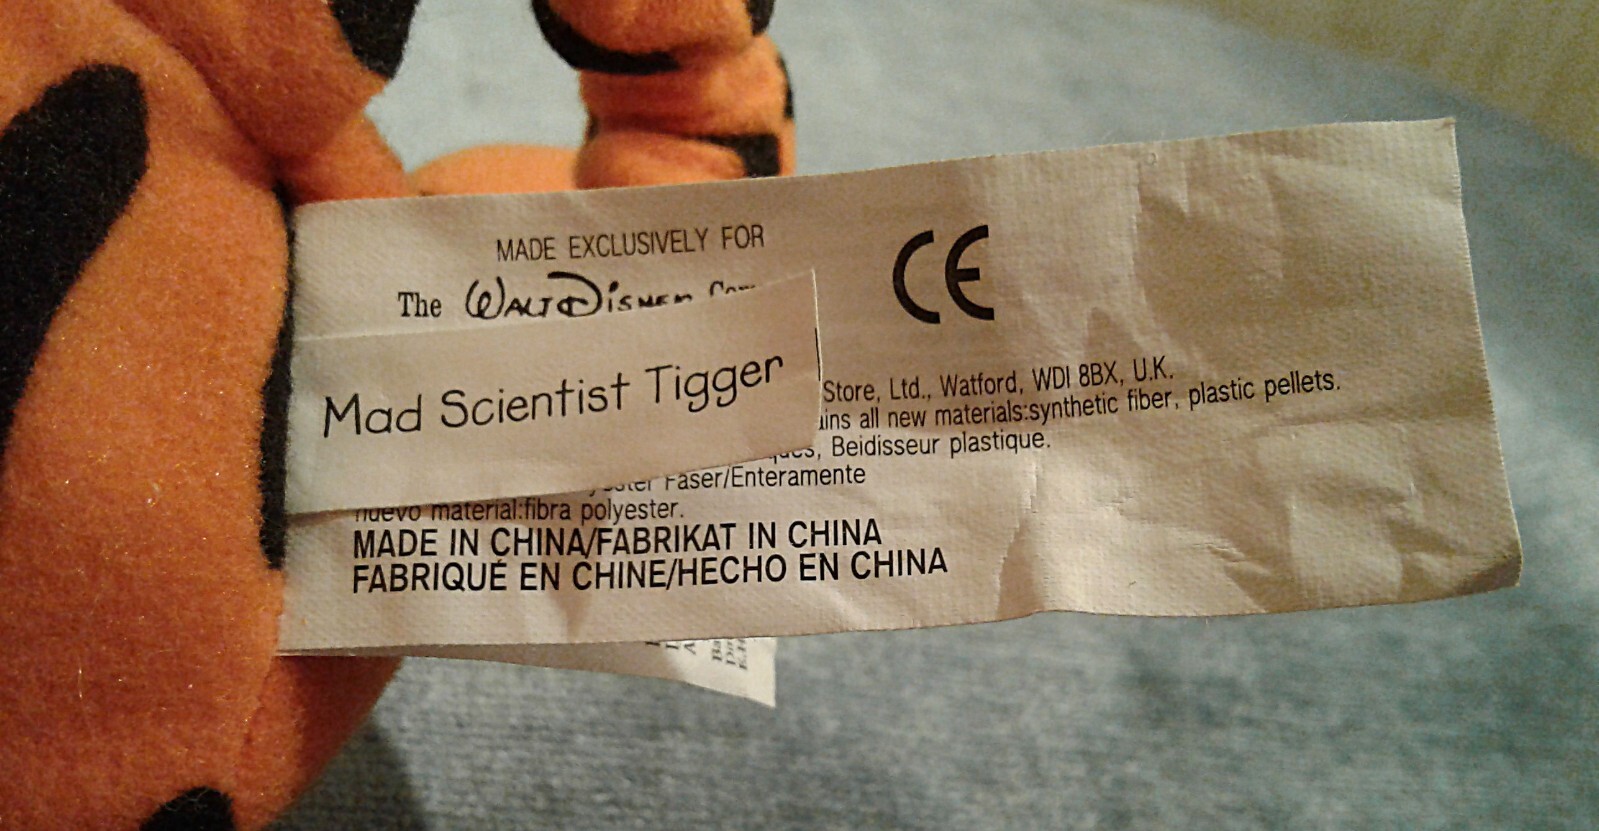 MADE EXCLUSIVELY FOR
The WALT DISNEY
CE
Mad Scientist Tigger
Store, Ltd., Watford, WDI 8BX, U.K.
all new materials:synthetic fiber, plastic pellets.
Beidisseur plastique.
Faser/Enteramente
nuevo material:fibra polyester.
MADE IN CHINA/FABRIKAT IN CHINA
FABRIQUÉ EN CHINE/HECHO EN CHINA